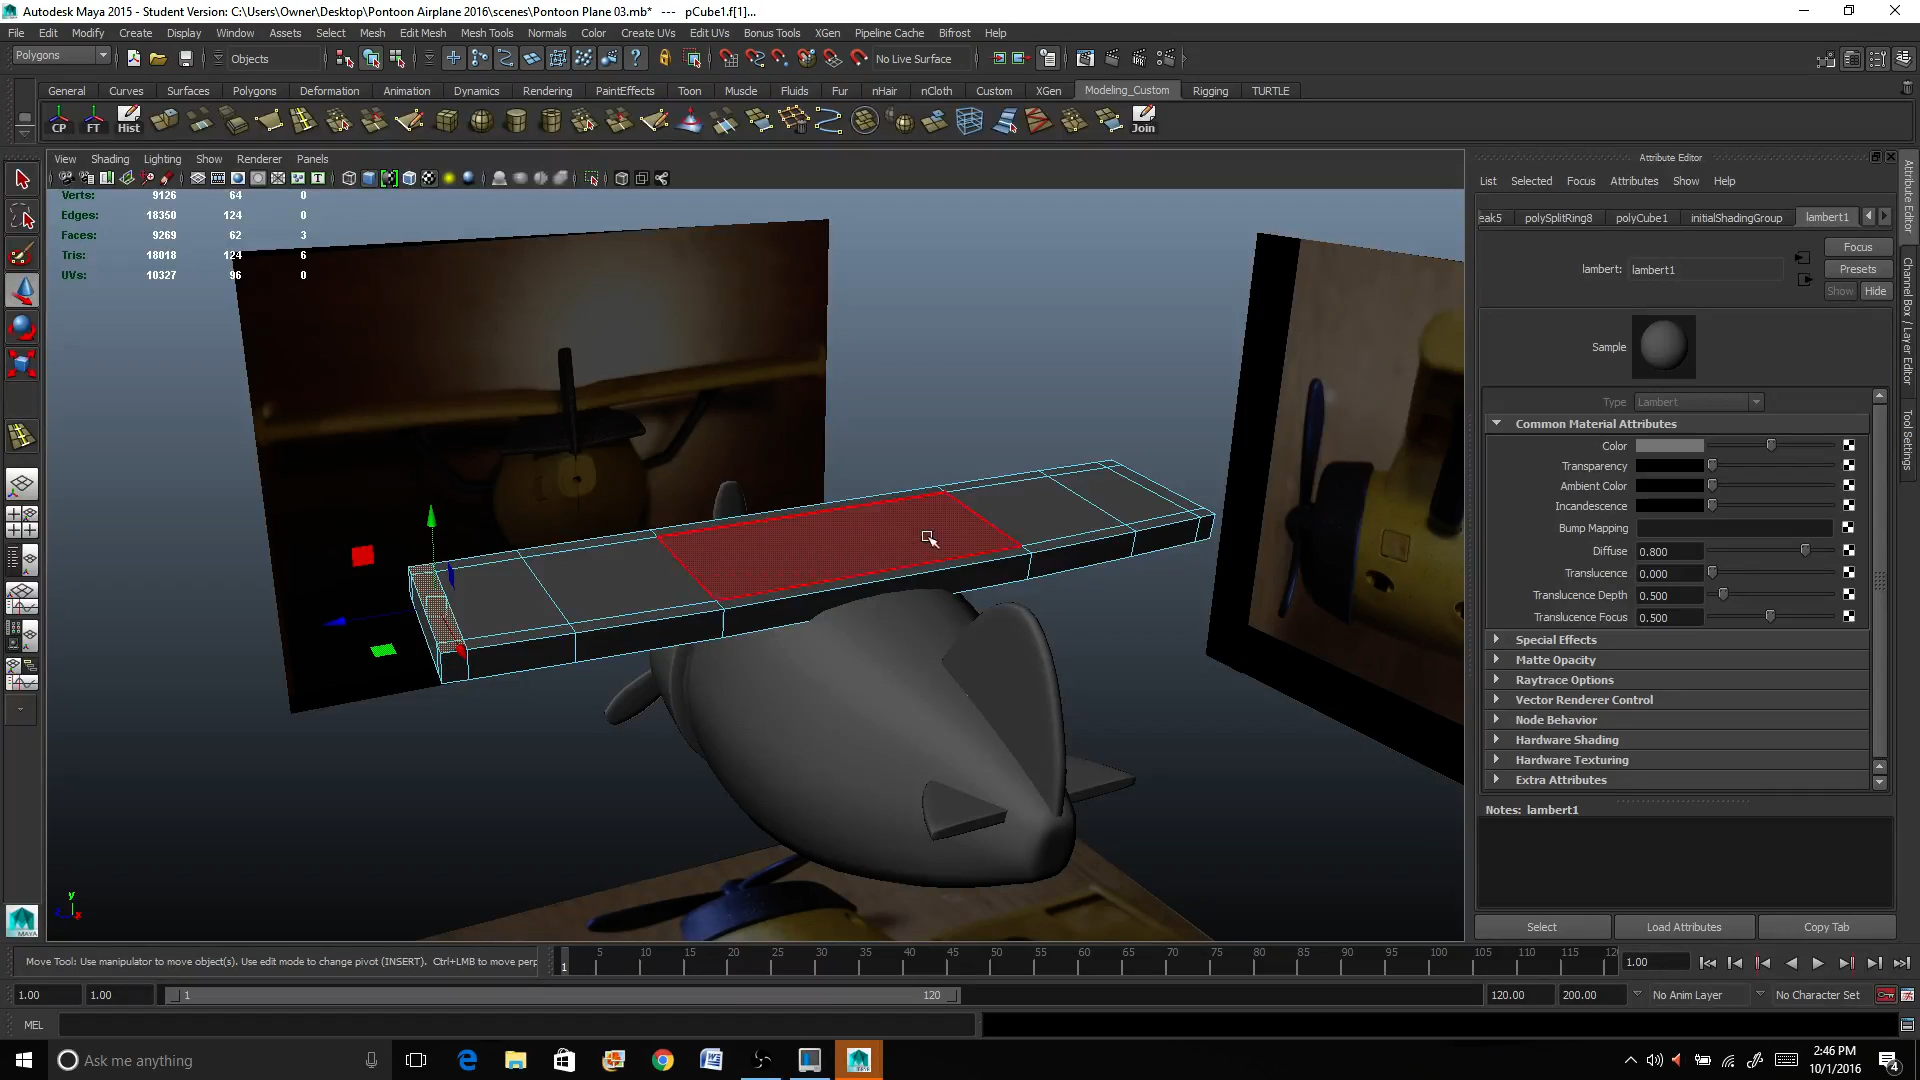 Autodesk Maya 2015 - Student Version: C:\Users\Owner\Desktop\Pontoon Airplane 2016\scenes\Pontoon Plane 03.mb* --- pCube1.f[1]...
File Edit Modify Create Display Window Assets Select Mesh Edit Mesh Mesh Tools Normals Color Create UVs Edit UVs Bonus Tools XGen Pipeline Cache Bifrost Help
Polygons Objects No Live Surface
General Curves Surfaces Polygons Deformation Animation Dynamics Rendering PaintEffects Toon Muscle Fluids Fur nHair nCloth Custom XGen Modeling_Custom Rigging TURTLE
CP FT Hist Join
View Shading Lighting Show Renderer Panels
Verts: 9126 64 0
Edges: 18350 124 0
Faces: 9269 62 3
Tris: 18018 124 6
UVs: 10327 96 0
y
x
Attribute Editor
List Selected Focus Attributes Show Help
eak5 polySplitRing8 polyCube1 initialShadingGroup lambert1
Focus
lambert: lambert1
Presets
Show Hide
Sample
Type Lambert
Common Material Attributes
Color
Transparency
Ambient Color
Incandescence
Bump Mapping
Diffuse 0.800
Translucence 0.000
Translucence Depth 0.500
Translucence Focus 0.500
Special Effects
Matte Opacity
Raytrace Options
Vector Renderer Control
Node Behavior
Hardware Shading
Hardware Texturing
Extra Attributes
Notes: lambert1
Select Load Attributes Copy Tab
Attribute Editor
Channel Box / Layer Editor
Tool Settings
MAYA
Move Tool: Use manipulator to move object(s). Use edit mode to change pivot (INSERT). Ctrl+LMB to move perp
1 5 10 15 20 25 30 35 40 45 50 55 60 65 70 75 80 85 90 95 100 105 110 115 12
1.00
1.00 1.00 1 120 120.00 200.00 No Anim Layer No Character Set
MEL
Ask me anything
2:46 PM
10/1/2016
4